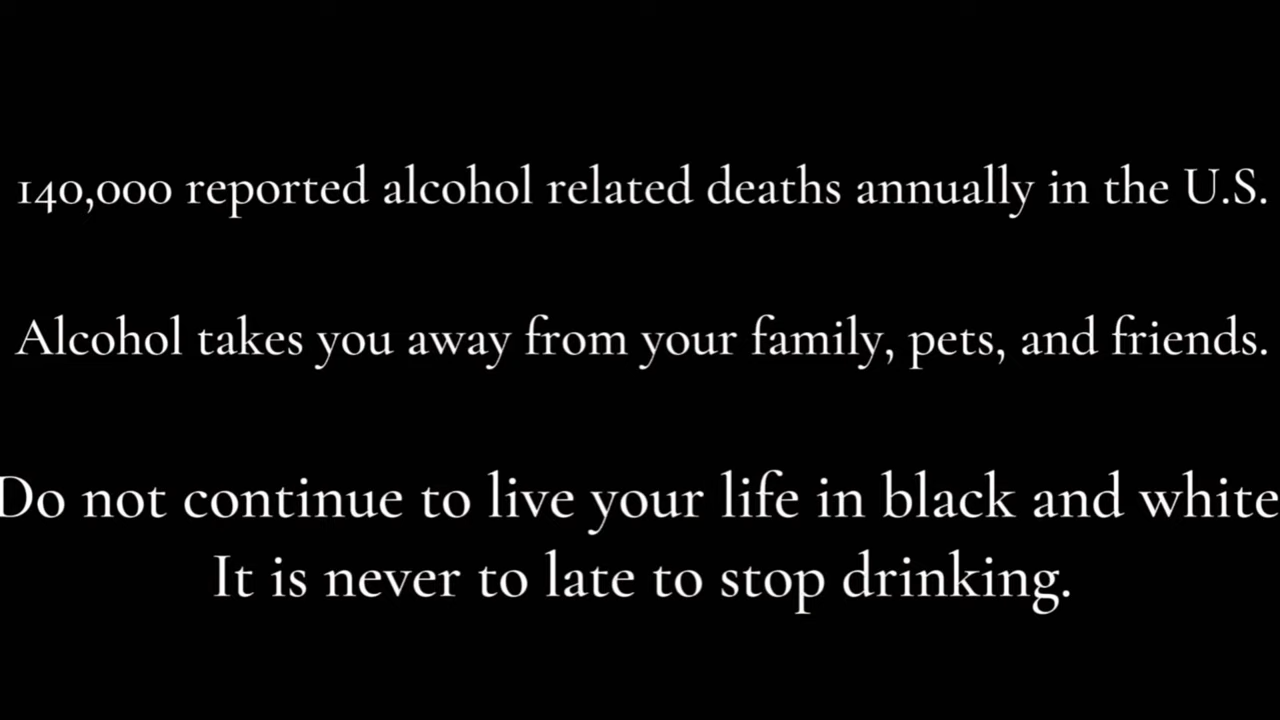 140,000 reported alcohol related deaths annually in the U.S.
Alcohol takes you away from your family, pets, and friends.
Do not continue to live your life in black and white
It is never to late to stop drinking.